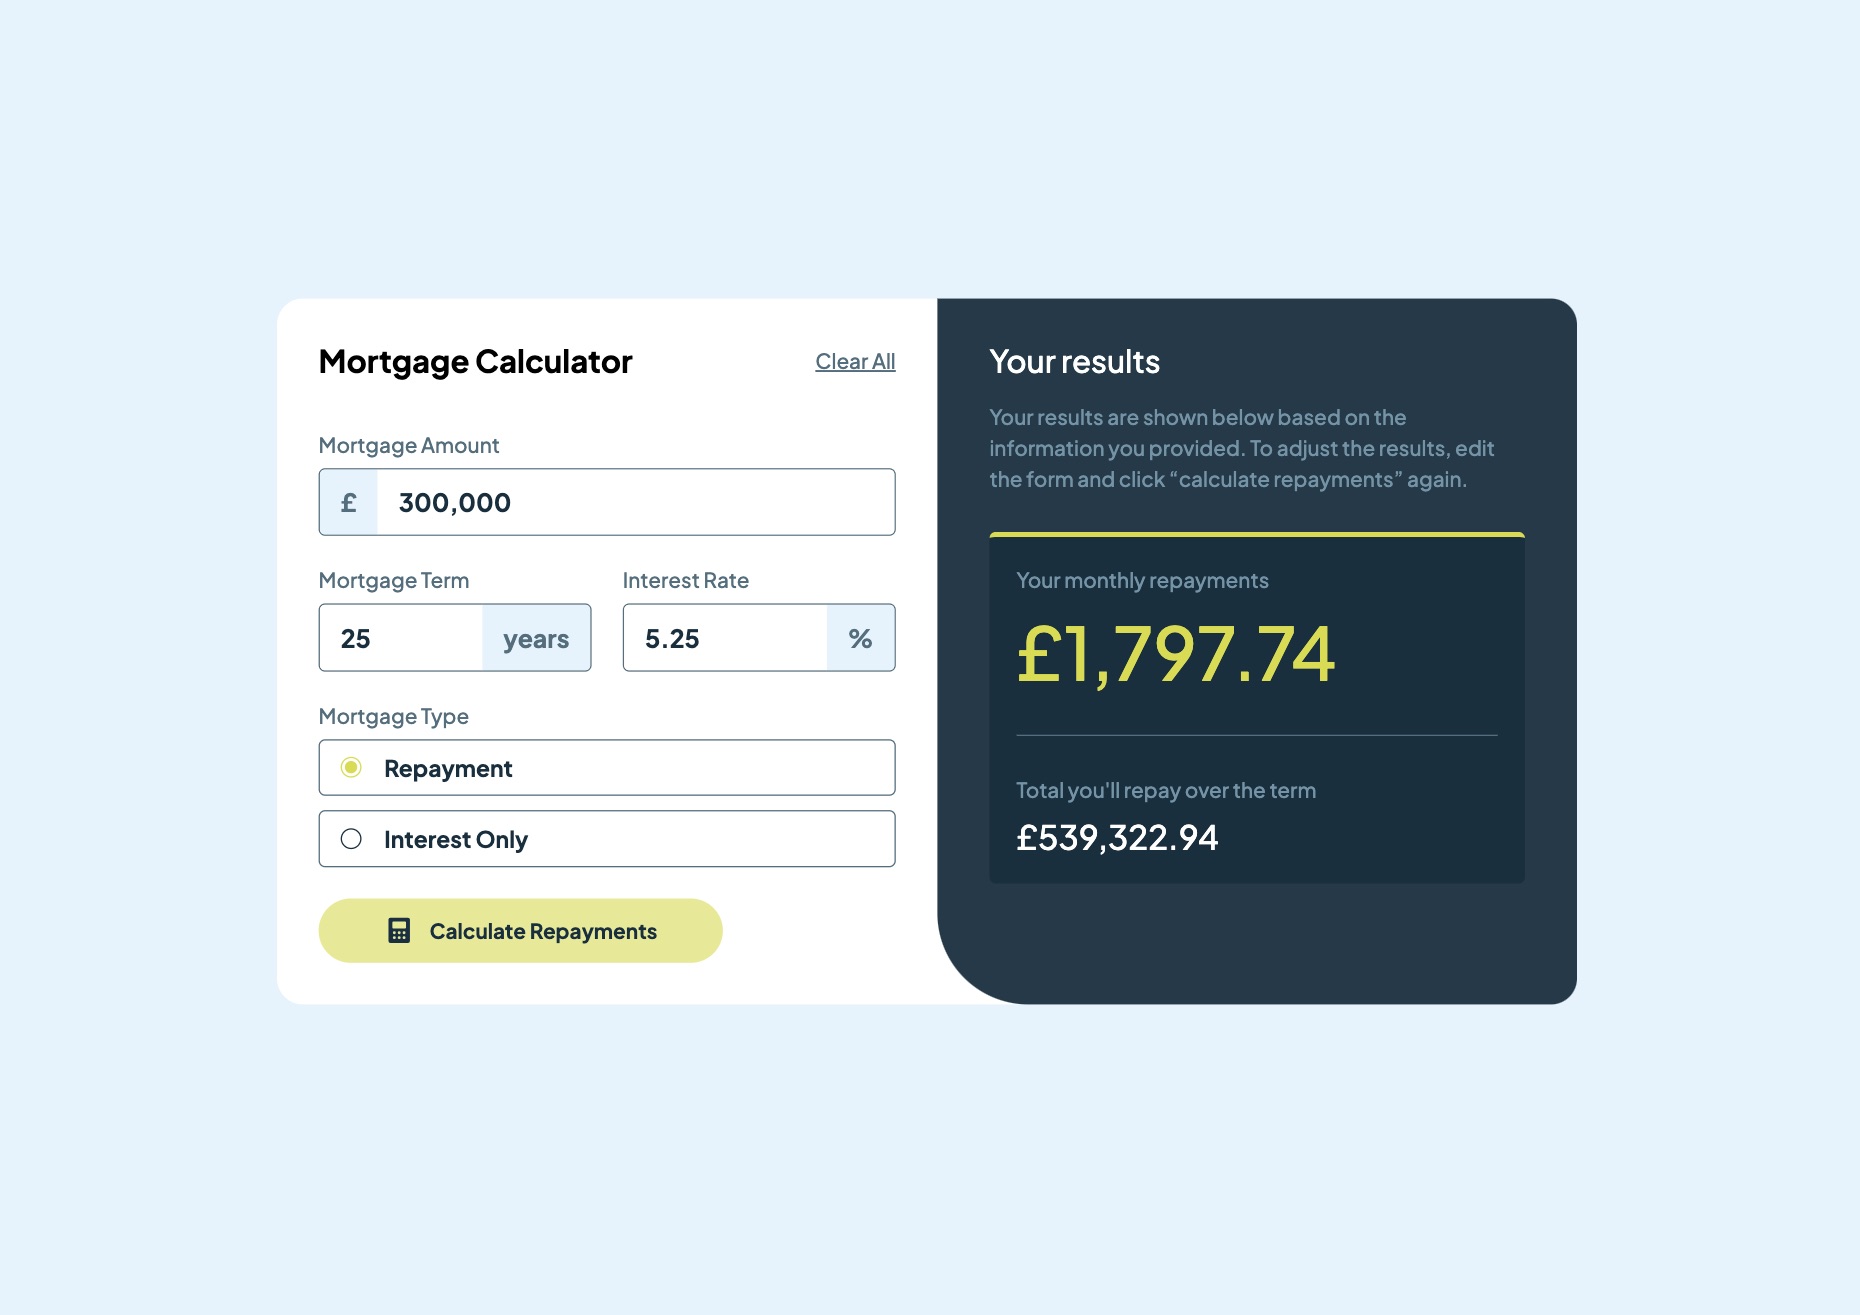 Mortgage Calculator
Clear All
Mortgage Amount
£ 300,000
Mortgage Term
25 years
Interest Rate
5.25 %
Mortgage Type
Repayment
Interest Only
Calculate Repayments
Your results
Your results are shown below based on the
information you provided. To adjust the results, edit
the form and click “calculate repayments” again.
Your monthly repayments
£1,797.74
Total you'll repay over the term
£539,322.94